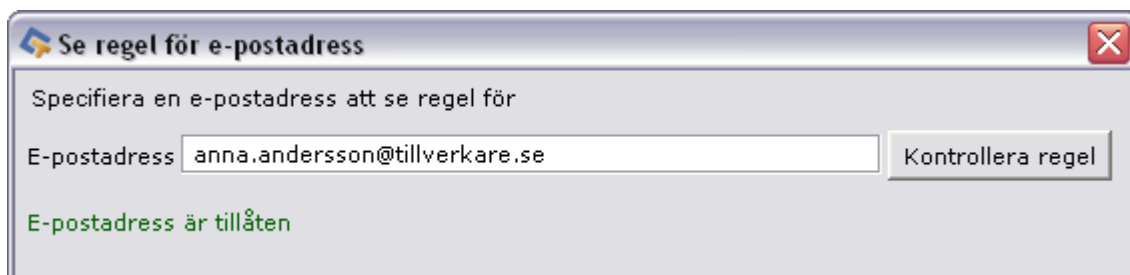 Se regel för e-postadress
Specifiera en e-postadress att se regel för
E-postadress anna.andersson@tillverkare.se Kontrollera regel
E-postadress är tillåten